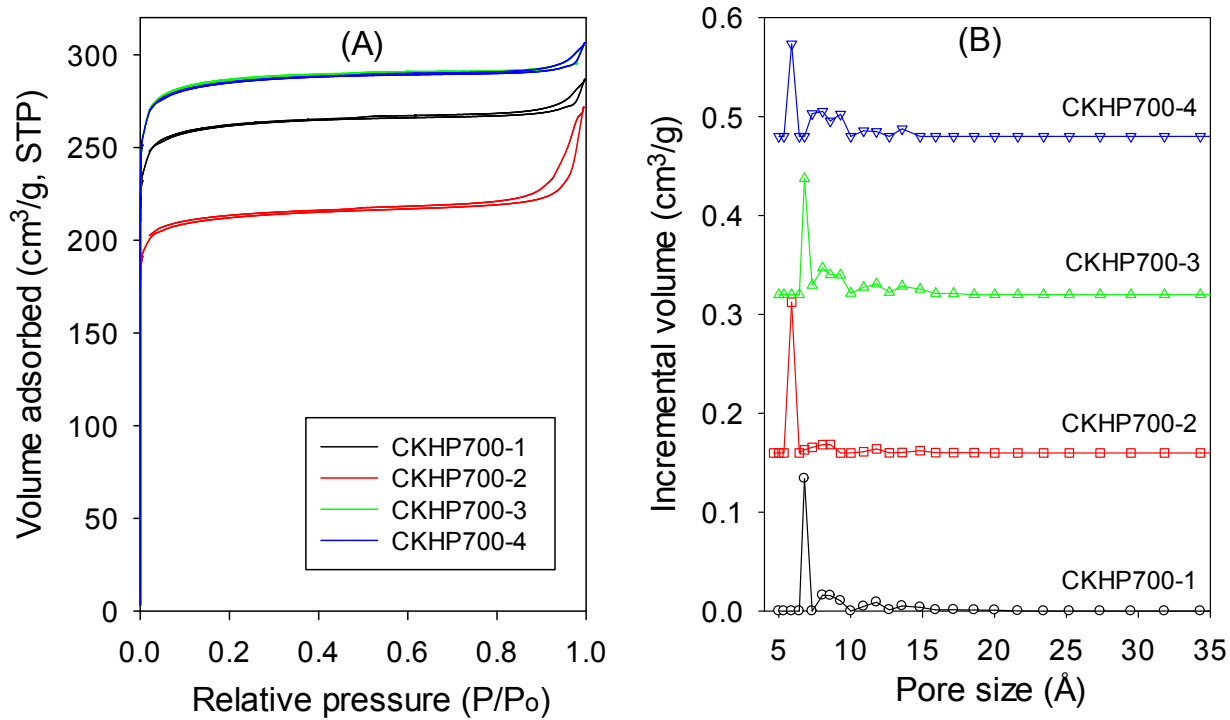 (A)
Volume adsorbed (cm³/g, STP)
300
250
200
150
100
50
0
CKHP700-1
CKHP700-2
CKHP700-3
CKHP700-4
0.0 0.2 0.4 0.6 0.8 1.0
Relative pressure (P/Po)
(B)
Incremental volume (cm³/g)
0.6
0.5
0.4
0.3
0.2
0.1
0.0
CKHP700-4
CKHP700-3
CKHP700-2
CKHP700-1
5 10 15 20 25 30 35
Pore size (Å)